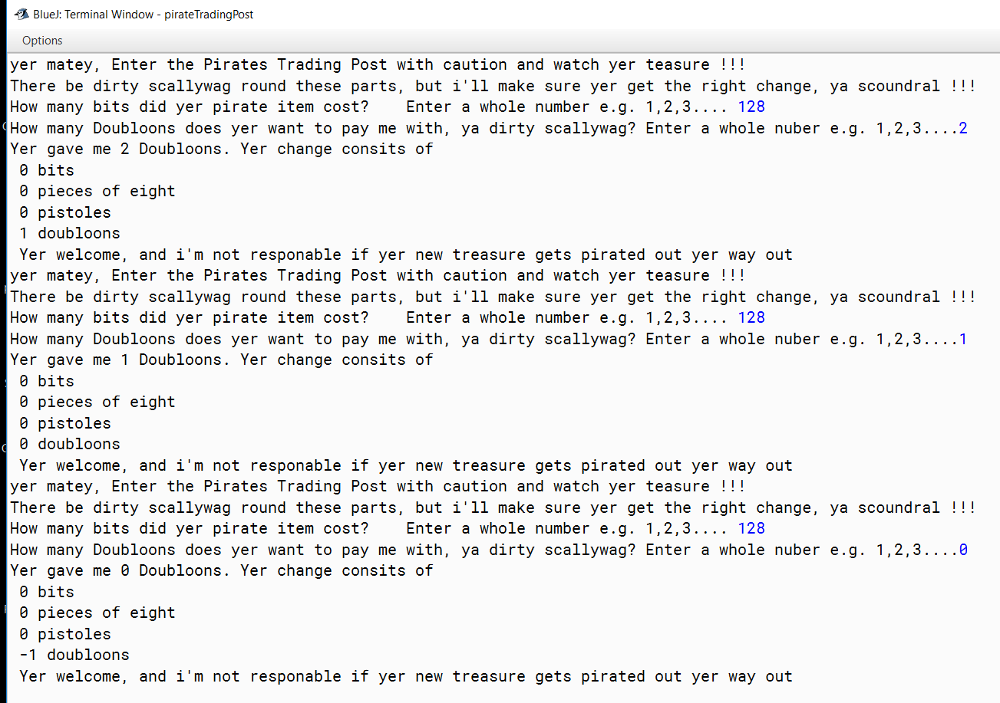 BlueJ: Terminal Window - pirateTradingPost
Options
yer matey, Enter the Pirates Trading Post with caution and watch yer teasure !!!
There be dirty scallywag round these parts, but i'll make sure yer get the right change, ya scoundral !!!
How many bits did yer pirate item cost?    Enter a whole number e.g. 1,2,3.... 128
How many Doubloons does yer want to pay me with, ya dirty scallywag? Enter a whole nuber e.g. 1,2,3....2
Yer gave me 2 Doubloons. Yer change consits of
0 bits
0 pieces of eight
0 pistoles
1 doubloons
Yer welcome, and i'm not responable if yer new treasure gets pirated out yer way out
yer matey, Enter the Pirates Trading Post with caution and watch yer teasure !!!
There be dirty scallywag round these parts, but i'll make sure yer get the right change, ya scoundral !!!
How many bits did yer pirate item cost?    Enter a whole number e.g. 1,2,3.... 128
How many Doubloons does yer want to pay me with, ya dirty scallywag? Enter a whole nuber e.g. 1,2,3....1
Yer gave me 1 Doubloons. Yer change consits of
0 bits
0 pieces of eight
0 pistoles
0 doubloons
Yer welcome, and i'm not responable if yer new treasure gets pirated out yer way out
yer matey, Enter the Pirates Trading Post with caution and watch yer teasure !!!
There be dirty scallywag round these parts, but i'll make sure yer get the right change, ya scoundral !!!
How many bits did yer pirate item cost?    Enter a whole number e.g. 1,2,3.... 128
How many Doubloons does yer want to pay me with, ya dirty scallywag? Enter a whole nuber e.g. 1,2,3....0
Yer gave me 0 Doubloons. Yer change consits of
0 bits
0 pieces of eight
0 pistoles
-1 doubloons
Yer welcome, and i'm not responable if yer new treasure gets pirated out yer way out